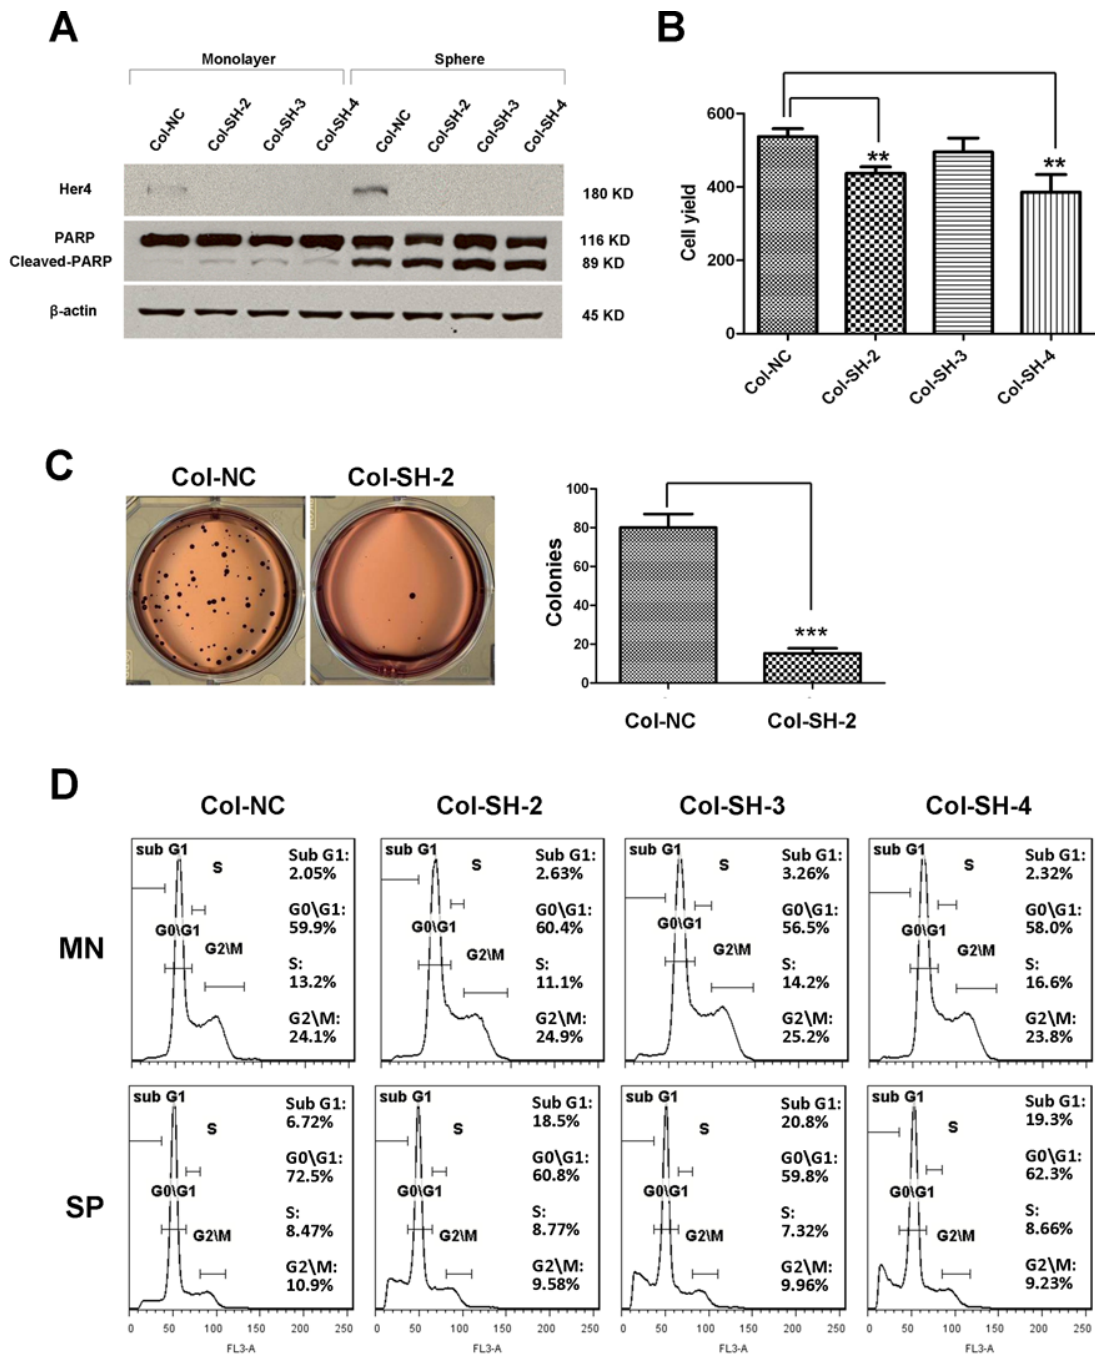 A
Monolayer Sphere
Col-NC Col-SH-2 Col-SH-3 Col-SH-4 Col-NC Col-SH-2 Col-SH-3 Col-SH-4
Her4 180 KD
PARP 116 KD
Cleaved-PARP 89 KD
β-actin 45 KD
B
600
400
200
0
Cell yield
** **
Col-NC Col-SH-2 Col-SH-3 Col-SH-4
C
Col-NC Col-SH-2
100
80
60
40
20
0
Colonies
***
Col-NC Col-SH-2
D
Col-NC Col-SH-2 Col-SH-3 Col-SH-4
MN
sub G1
S
G0\G1
G2\M
Sub G1:
2.05%
G0\G1:
59.9%
S:
13.2%
G2\M:
24.1%
sub G1
S
G0\G1
G2\M
Sub G1:
2.63%
G0\G1:
60.4%
S:
11.1%
G2\M:
24.9%
sub G1
S
G0\G1
G2\M
Sub G1:
3.26%
G0\G1:
56.5%
S:
14.2%
G2\M:
25.2%
sub G1
S
G0\G1
G2\M
Sub G1:
2.32%
G0\G1:
58.0%
S:
16.6%
G2\M:
23.8%
SP
sub G1
S
G0\G1
G2\M
Sub G1:
6.72%
G0\G1:
72.5%
S:
8.47%
G2\M:
10.9%
0 50 100 150 200 250
FL3-A
sub G1
S
G0\G1
G2\M
Sub G1:
18.5%
G0\G1:
60.8%
S:
8.77%
G2\M:
9.58%
0 50 100 150 200 250
FL3-A
sub G1
S
G0\G1
G2\M
Sub G1:
20.8%
G0\G1:
59.8%
S:
7.32%
G2\M:
9.96%
0 50 100 150 200 250
FL3-A
sub G1
S
G0\G1
G2\M
Sub G1:
19.3%
G0\G1:
62.3%
S:
8.66%
G2\M:
9.23%
0 50 100 150 200 250
FL3-A